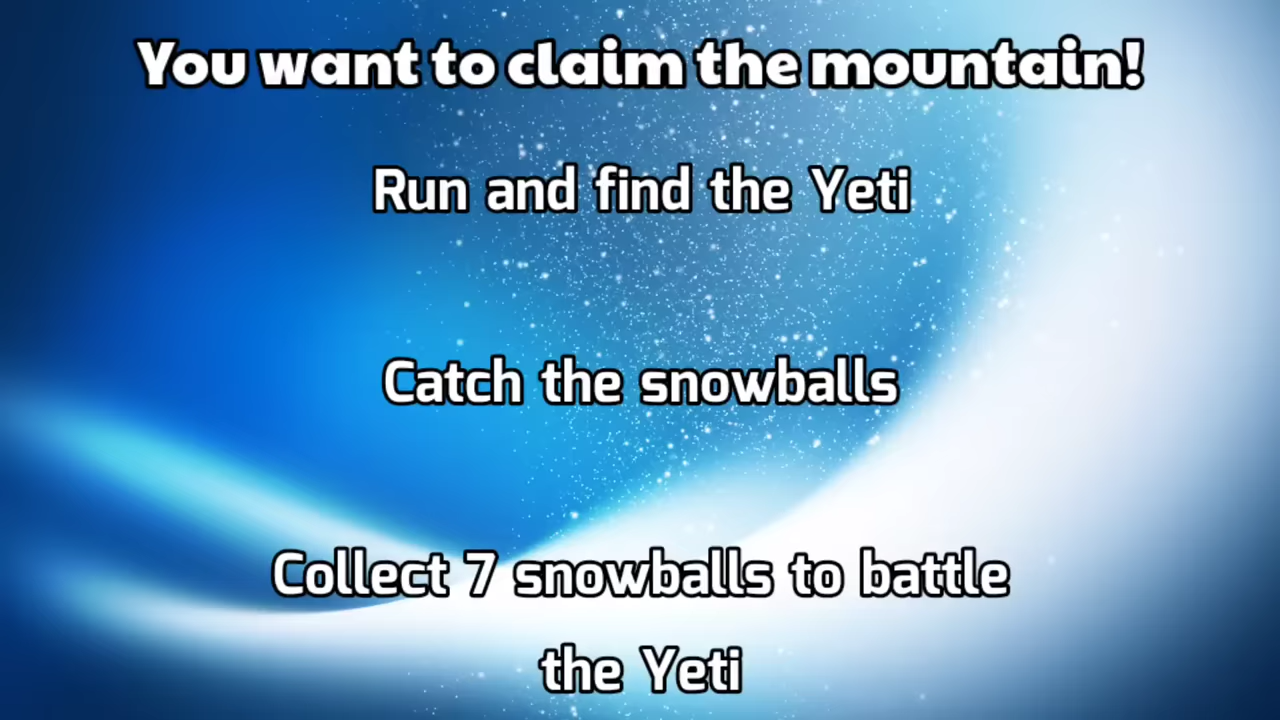 You want to claim the mountain!
Run and find the Yeti
Catch the snowballs
Collect 7 snowballs to battle
the Yeti